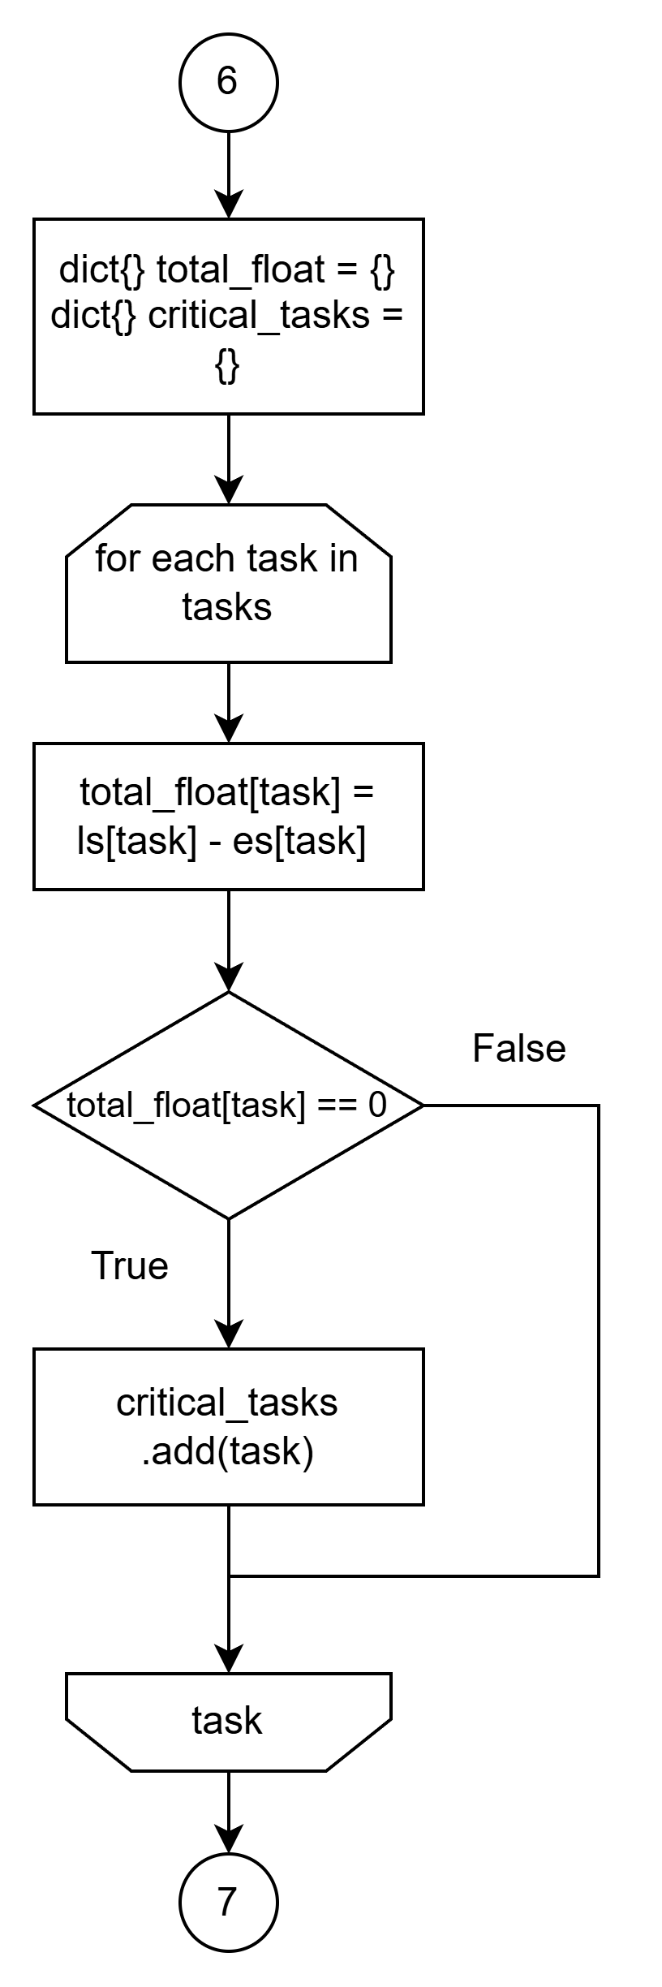 6
dict{} total_float = {}
dict{} critical_tasks =
{}
for each task in
tasks
total_float[task] =
ls[task] - es[task]
total_float[task] == 0
False
True
critical_tasks
.add(task)
task
7